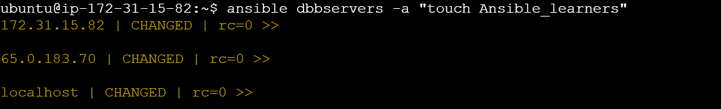 ubuntu@ip-172-31-15-82:~$ ansible dbbservers -a "touch Ansible_learners"
172.31.15.82 | CHANGED | rc=0 >>
65.0.183.70 | CHANGED | rc=0 >>
localhost | CHANGED | rc=0 >>